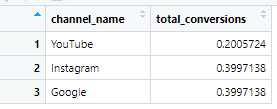 channel_name total_conversions
1 YouTube 0.2005724
2 Instagram 0.3997138
3 Google 0.3997138